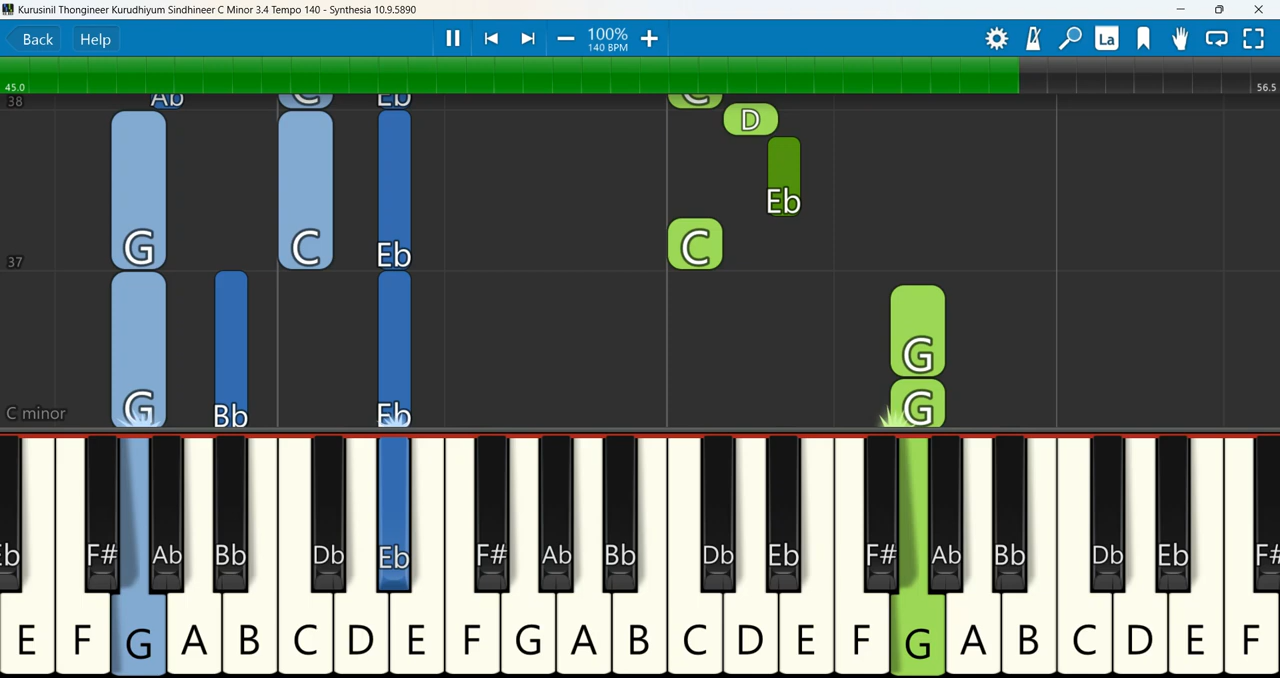 Kurusinil Thongineer Kurudhiyum Sindhineer C Minor 3.4 Tempo 140 - Synthesia 10.9.5890
Back Help 100% La
140 BPM
45.0 56.5
38 Ab C Eb C
D
Eb
G C Eb C
37
G
C minor G Bb Eb G
Eb F# Ab Bb Db Eb F# Ab Bb Db Eb F# Ab Bb Db Eb F#
E F G A B C D E F G A B C D E F G A B C D E F